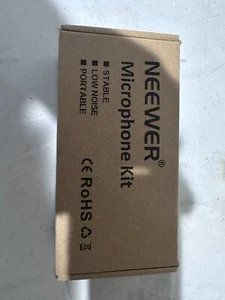 NEEWER®
Microphone Kit
■ STABLE
■ LOW NOISE
■ PORTABLE
CE RoHS